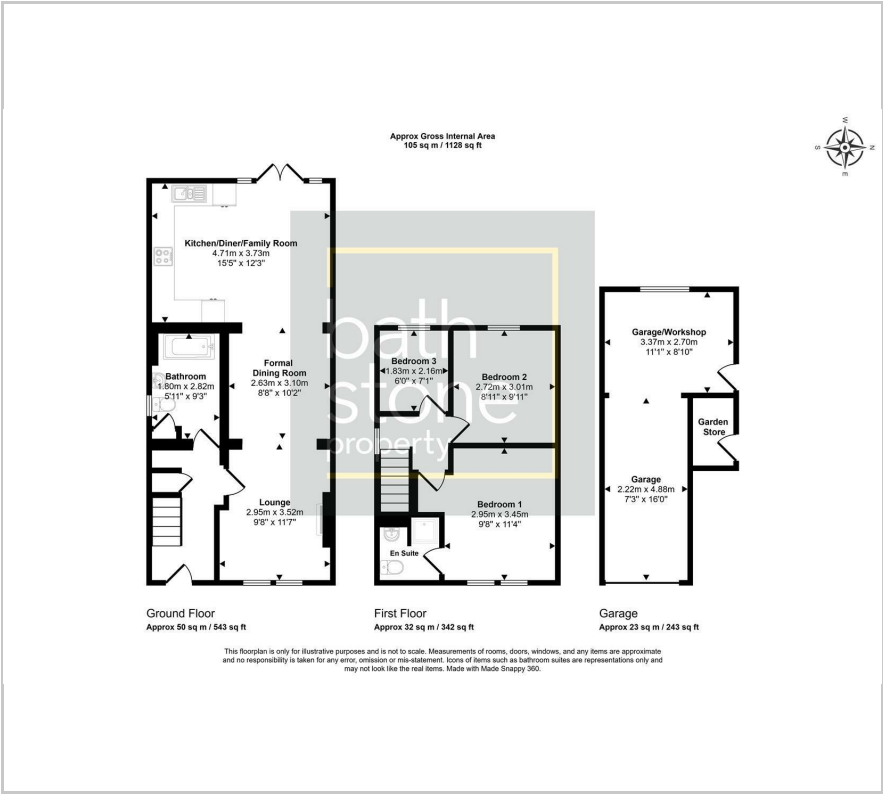 Approx Gross Internal Area
105 sq m / 1128 sq ft
W
S
N
E
Kitchen/Diner/Family Room
4.71m x 3.73m
15'5" x 12'3"
Bathroom
1.80m x 2.82m
5'11" x 9'3"
Formal
Dining Room
2.63m x 3.10m
8'8" x 10'2"
Lounge
2.95m x 3.52m
9'8" x 11'7"
bath
stone
property
Bedroom 3
1.83m x 2.16m
6'0" x 7'1"
Bedroom 2
2.72m x 3.01m
8'11" x 9'11"
Bedroom 1
2.95m x 3.45m
9'8" x 11'4"
En Suite
Garage/Workshop
3.37m x 2.70m
11'1" x 8'10"
Garden
Store
Garage
2.22m x 4.88m
7'3" x 16'0"
Ground Floor
Approx 50 sq m / 543 sq ft
First Floor
Approx 32 sq m / 342 sq ft
Garage
Approx 23 sq m / 243 sq ft
This floorplan is only for illustrative purposes and is not to scale. Measurements of rooms, doors, windows, and any items are approximate
and no responsibility is taken for any error, omission or mis-statement. Icons of items such as bathroom suites are representations only and
may not look like the real items. Made with Made Snappy 360.